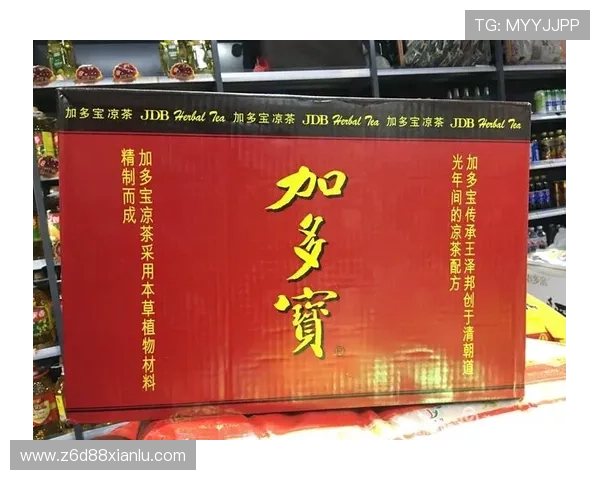 TG: MYYJJPP
加多宝凉茶 JDB Herbal Tea 加多宝凉茶 JDB Herbal Tea 加多宝凉茶 JDB Herbal Tea
加多宝传承王泽邦创于清朝道
光年间的凉茶配方
加多寶
加多宝凉茶采用本草植物材料
精制而成
www.z6d88xianlu.com